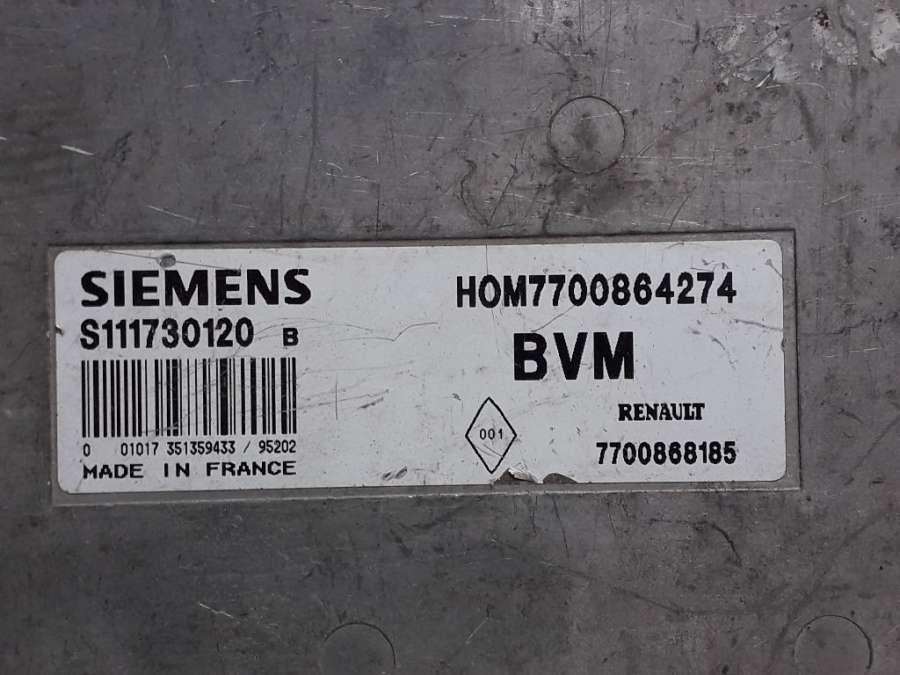 SIEMENS
S111730120 B
0 01017 351359433 / 95202
MADE IN FRANCE
HOM7700864274
BVM
001
RENAULT
7700868185